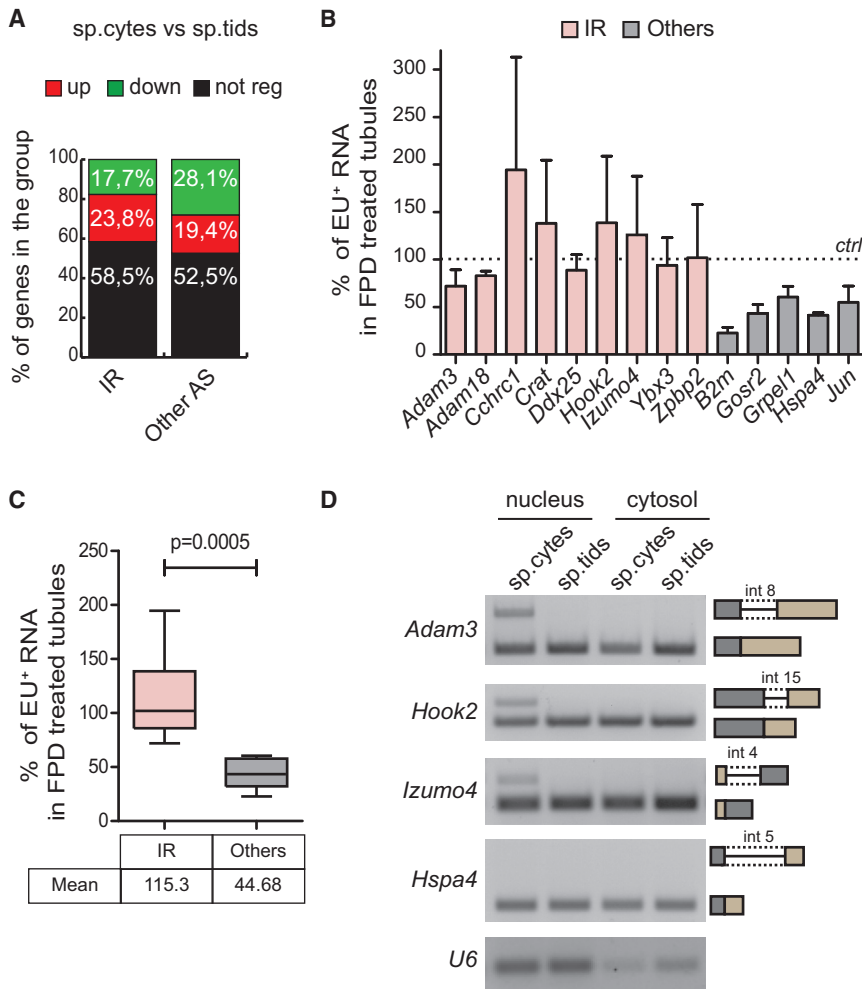 A
sp.cytes vs sp.tids
up down not reg
% of genes in the group
100
80
60
40
20
0
17,7%
23,8%
58,5%
28,1%
19,4%
52,5%
IR
Other AS
B
IR Others
% of EU+ RNA
in FPD treated tubules
300
250
200
150
100
50
0
ctrl
Adam3
Adam18
Cchrc1
Crat
Ddx25
Hook2
Izumo4
Ybx3
Zpbp2
B2m
Gosr2
Grpel1
Hspa4
Jun
C
p=0.0005
% of EU+ RNA
in FPD treated tubules
250
200
150
100
50
0
IR Others
Mean 115.3 44.68
D
nucleus cytosol
sp.cytes
sp.tids
sp.cytes
sp.tids
Adam3
int 8
Hook2
int 15
Izumo4
int 4
Hspa4
int 5
U6